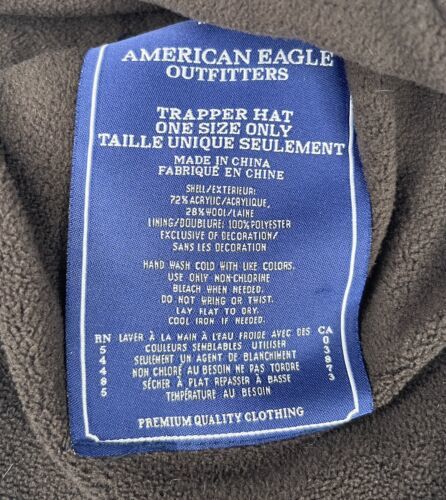 AMERICAN EAGLE
OUTFITTERS
TRAPPER HAT
ONE SIZE ONLY
TAILLE UNIQUE SEULEMENT
MADE IN CHINA
FABRIQUÉ EN CHINE
SHELL/EXTERIEUR:
72% ACRYLIC/ACRYLIQUE,
28% WOOL/LAINE
LINING/DOUBLURE: 100% POLYESTER
EXCLUSIVE OF DECORATION/
SANS LES DECORATION
HAND WASH COLD WITH LIKE COLORS.
USE ONLY NON-CHLORINE
BLEACH WHEN NEEDED.
DO NOT WRING OR TWIST.
LAY FLAT TO DRY.
COOL IRON IF NEEDED.
RN 54485
LAVER À LA MAIN À L'EAU FROIDE AVEC DES
COULEURS SEMBLABLES UTILISER
SEULEMENT UN AGENT DE BLANCHIMENT
NON CHLORÉ AU BESOIN NE PAS TORDRE
SÉCHER À PLAT REPASSER À BASSE
TEMPÉRATURE AU BESOIN
CA 03873
PREMIUM QUALITY CLOTHING